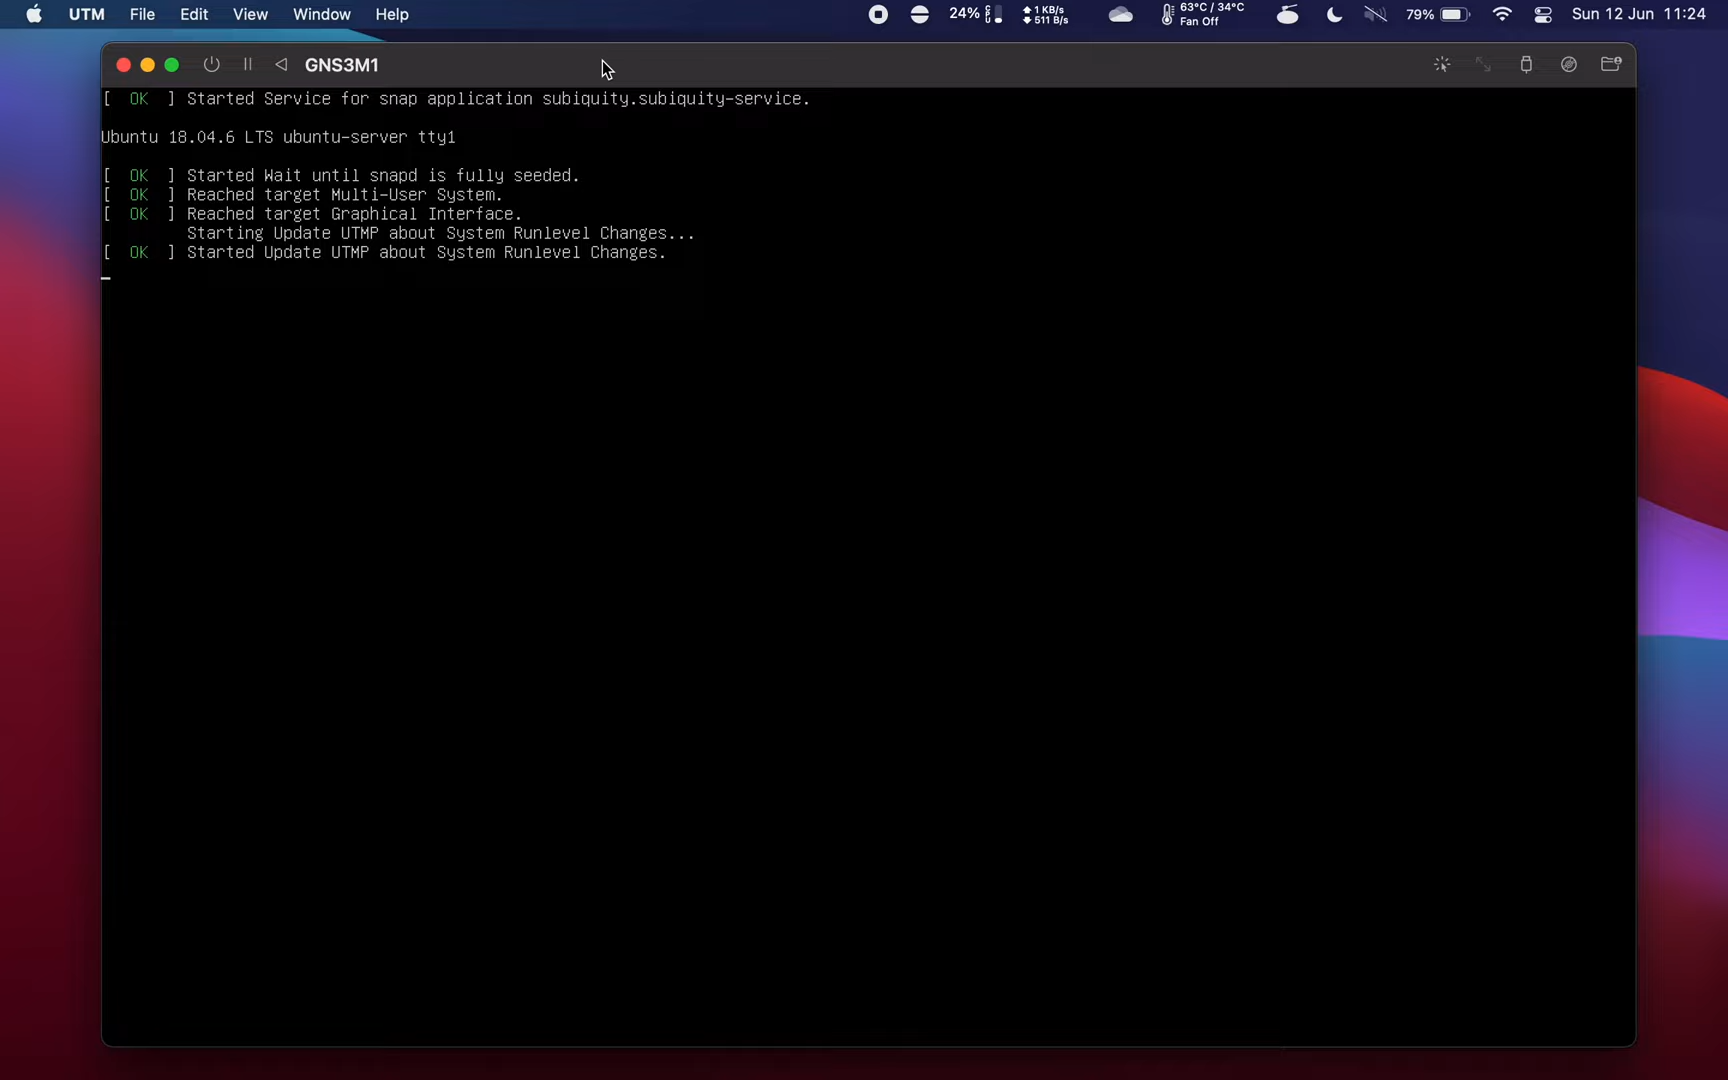 UTM File Edit View Window Help 24% CPU 1 KB/s 511 B/s 63°C / 34°C Fan Off 79% Sun 12 Jun 11:24
GNS3M1
[ OK ] Started Service for snap application subiquity.subiquity-service.
Ubuntu 18.04.6 LTS ubuntu-server tty1
[ OK ] Started Wait until snapd is fully seeded.
[ OK ] Reached target Multi-User System.
[ OK ] Reached target Graphical Interface.
Starting Update UTMP about System Runlevel Changes...
[ OK ] Started Update UTMP about System Runlevel Changes.
_